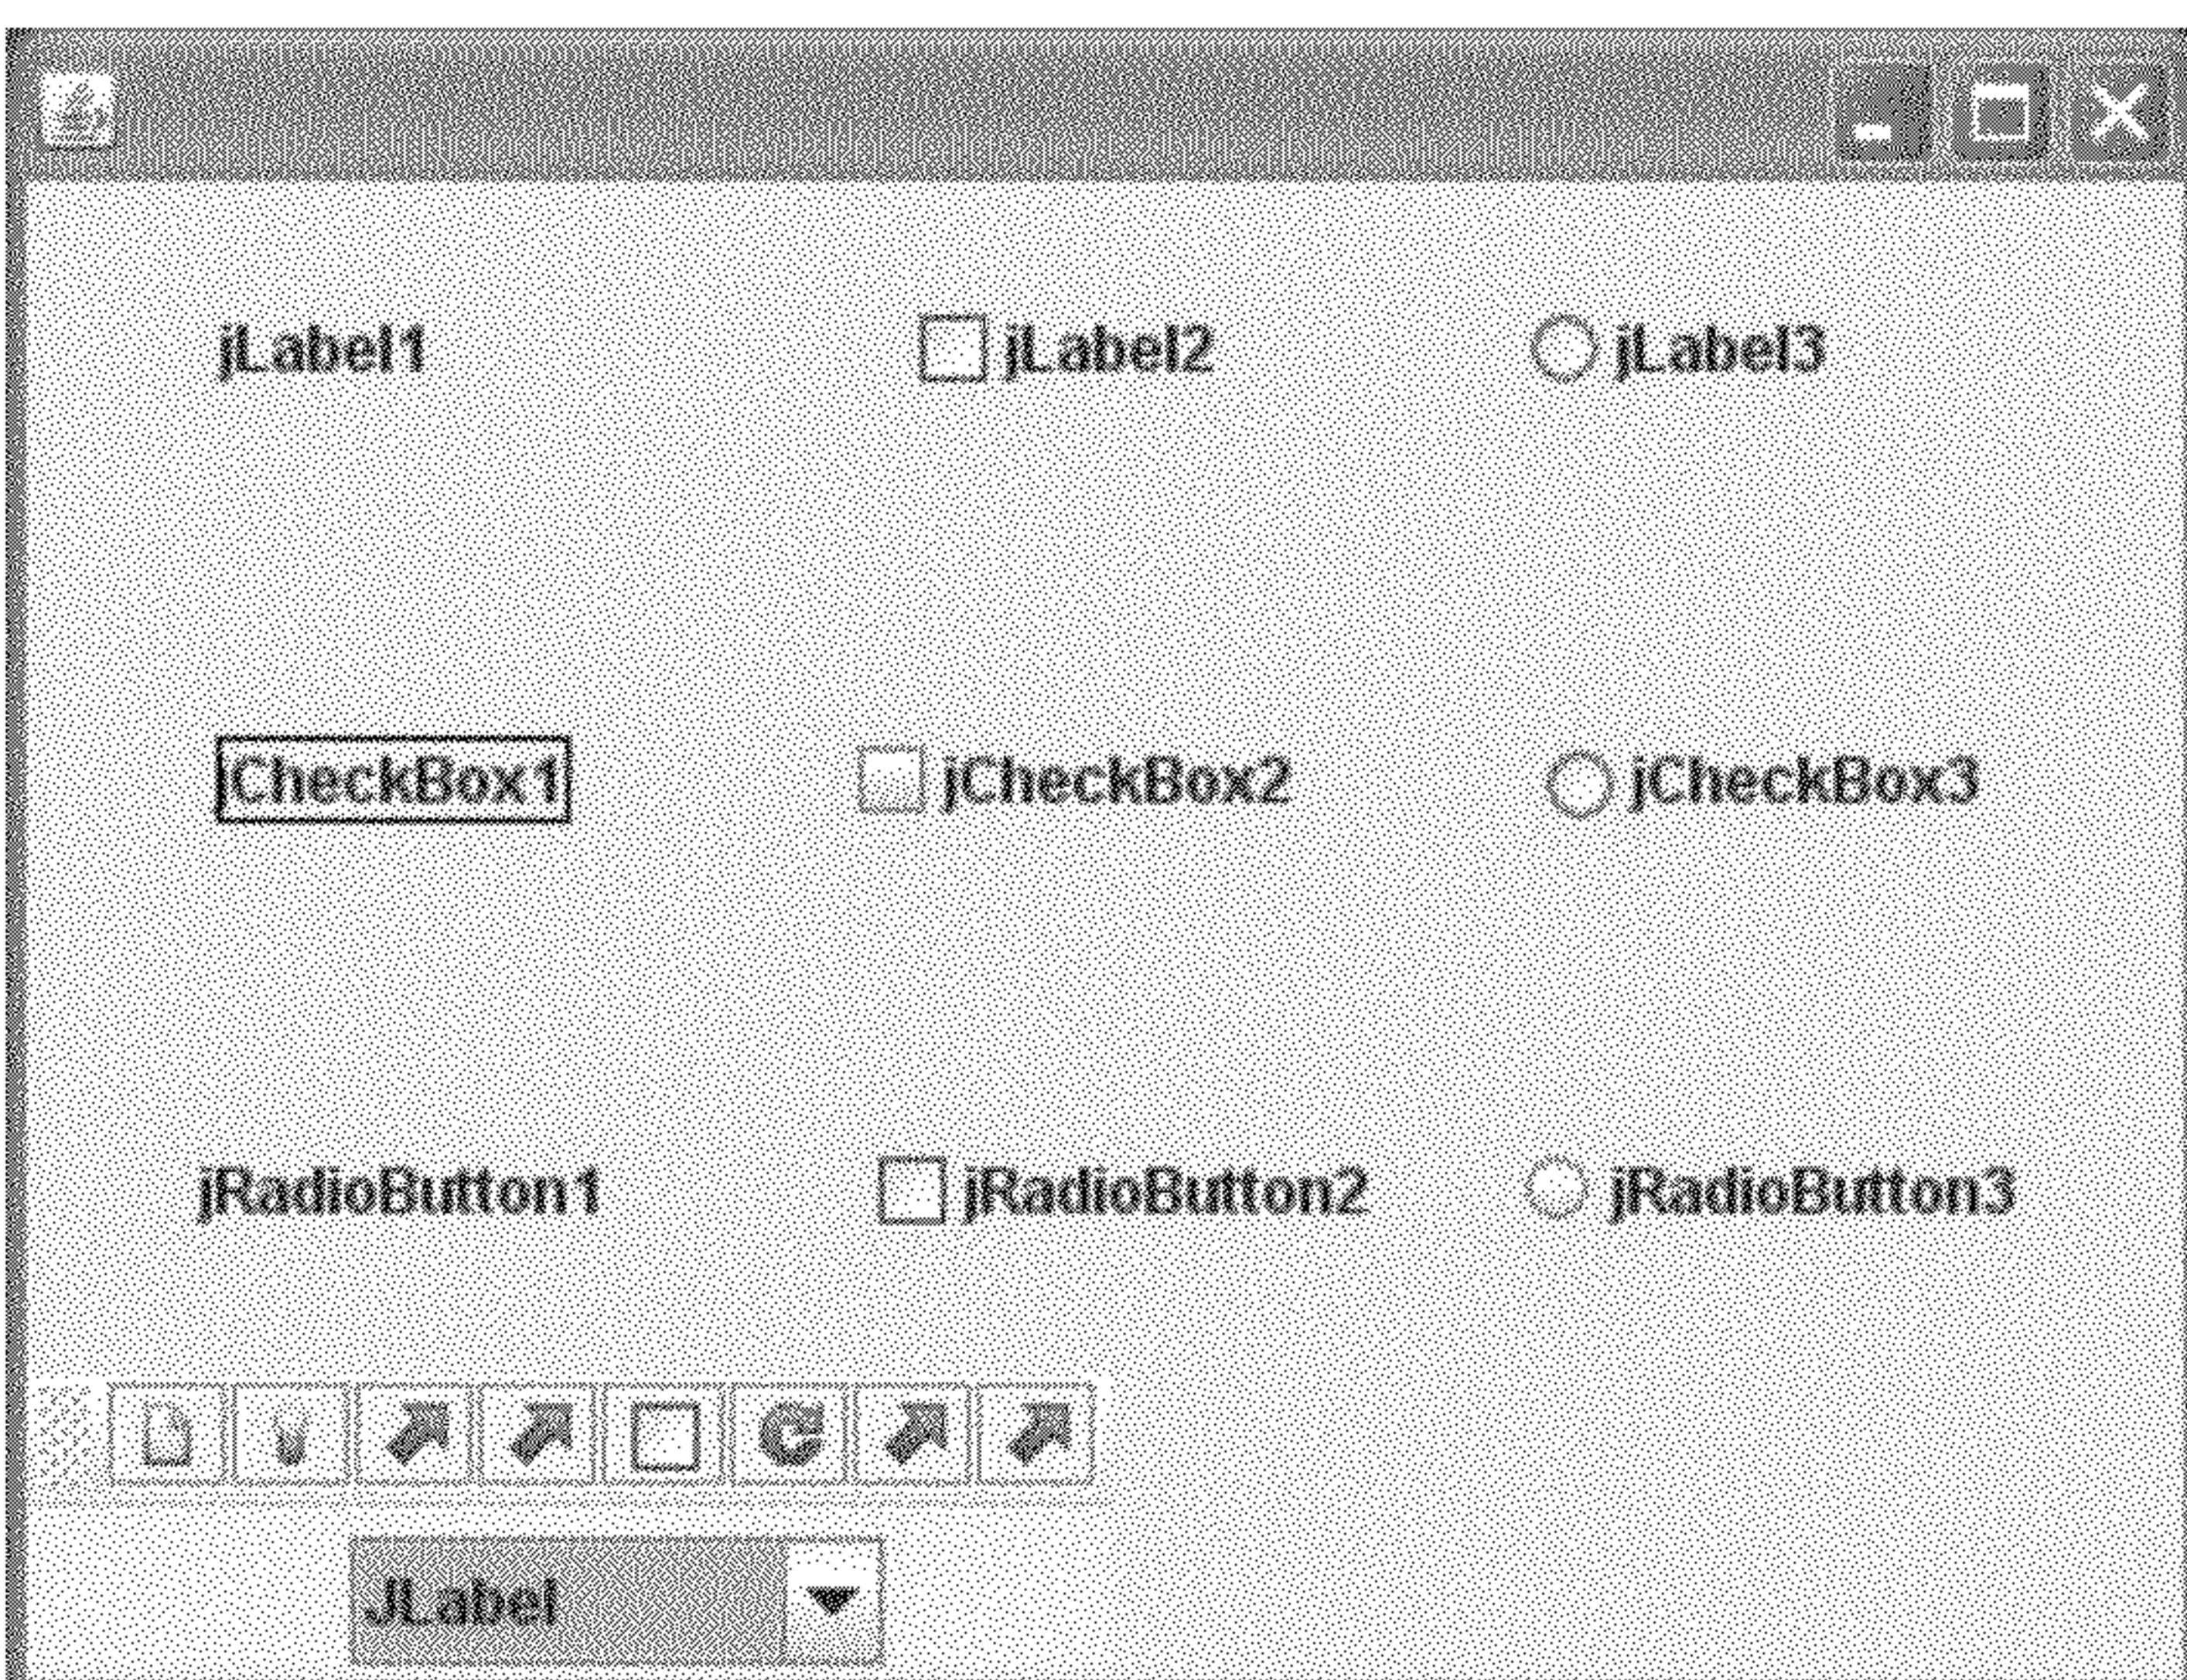 jLabel1 jLabel2 jLabel3
jCheckBox1 jCheckBox2 jCheckBox3
jRadioButton1 jRadioButton2 jRadioButton3
JLabel